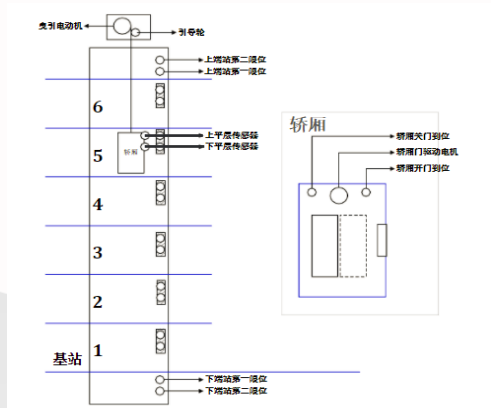 曳引电动机
引导轮
上端站第二限位
上端站第一限位
6
上平层传感器
轿厢
5
下平层传感器
4
3
2
基站
1
下端站第一限位
下端站第二限位
轿厢
轿厢关门到位
轿厢门驱动电机
轿厢开门到位